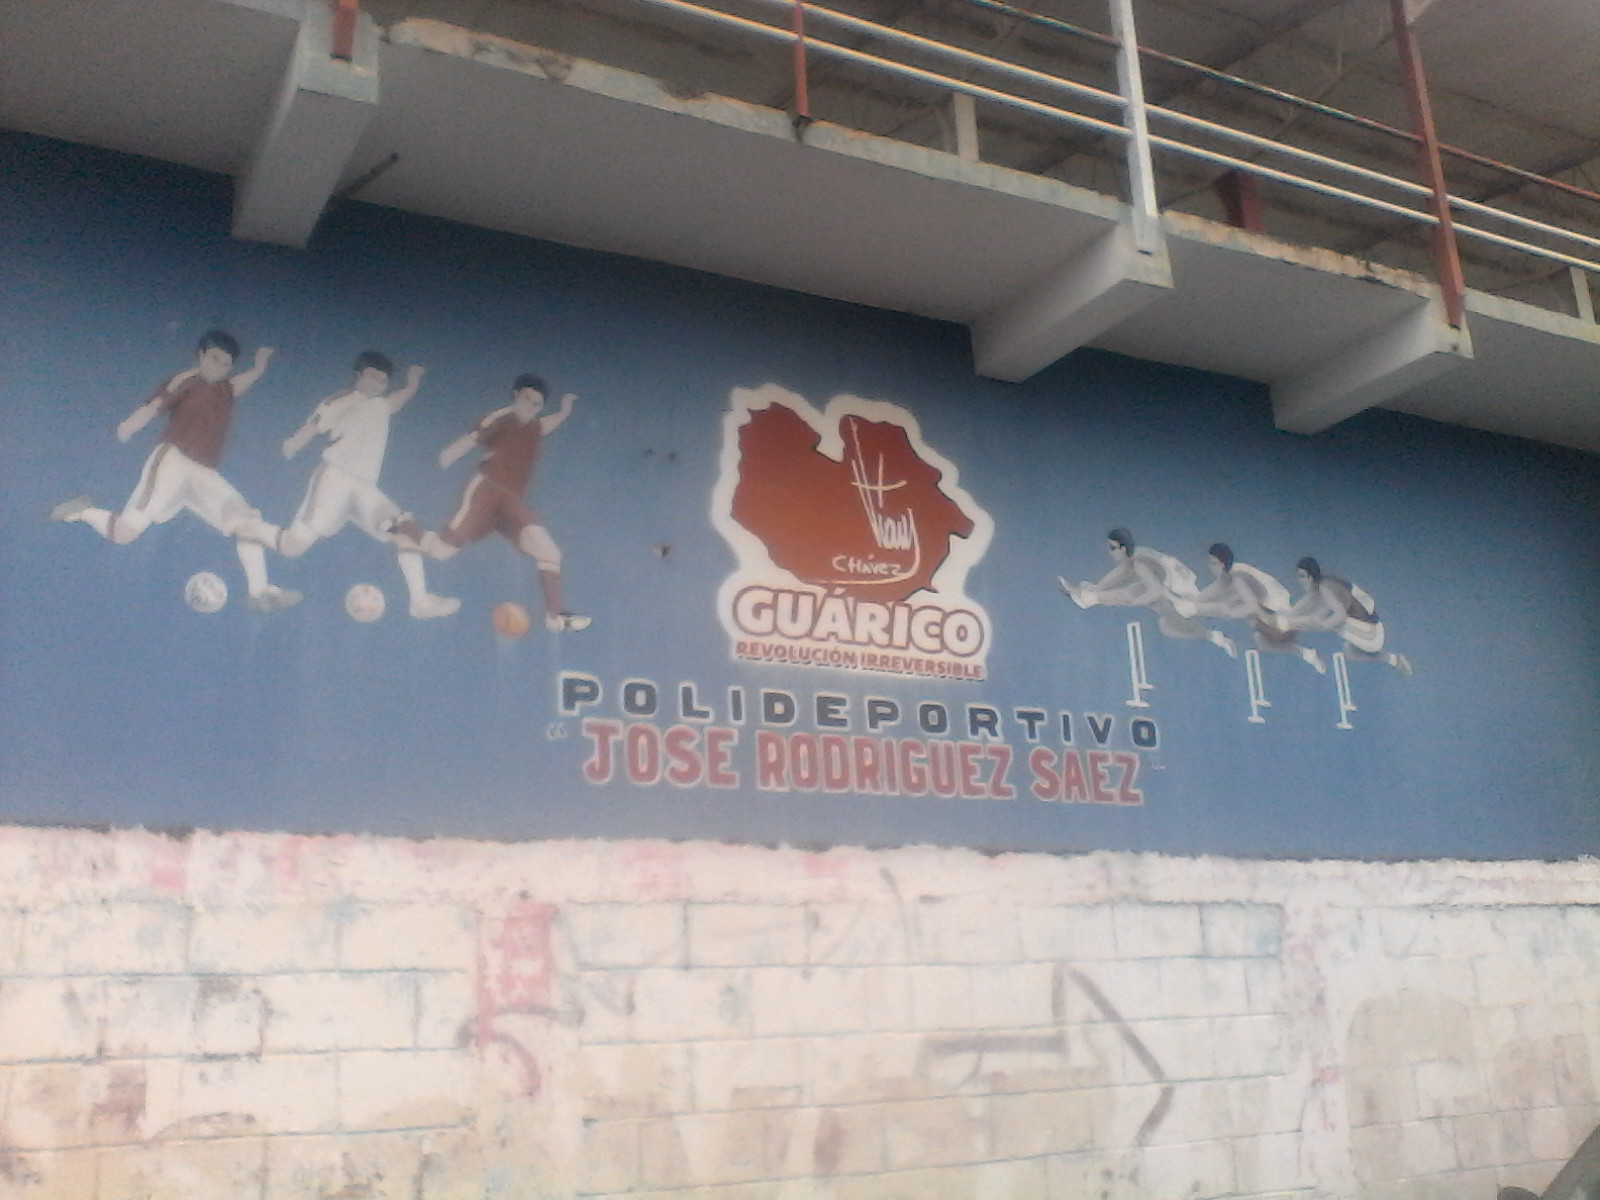 Chávez
GUÁRICO
REVOLUCIÓN IRREVERSIBLE
POLIDEPORTIVO
"JOSE RODRIGUEZ SAEZ"